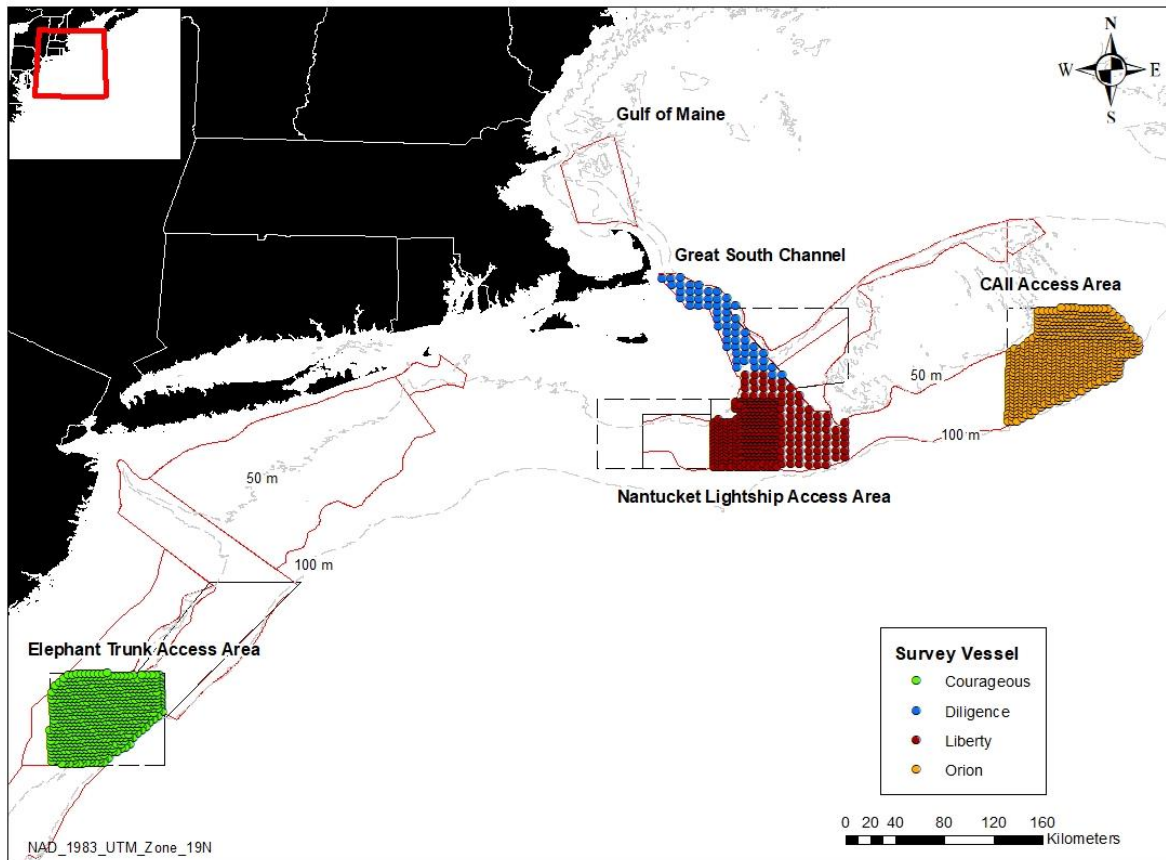 N
W E
S
Gulf of Maine
Great South Channel
CAII Access Area
50 m
100 m
Nantucket Lightship Access Area
50 m
100 m
Elephant Trunk Access Area
Survey Vessel
Courageous
Diligence
Liberty
Orion
0 20 40 80 120 160
Kilometers
NAD_1983_UTM_Zone_19N